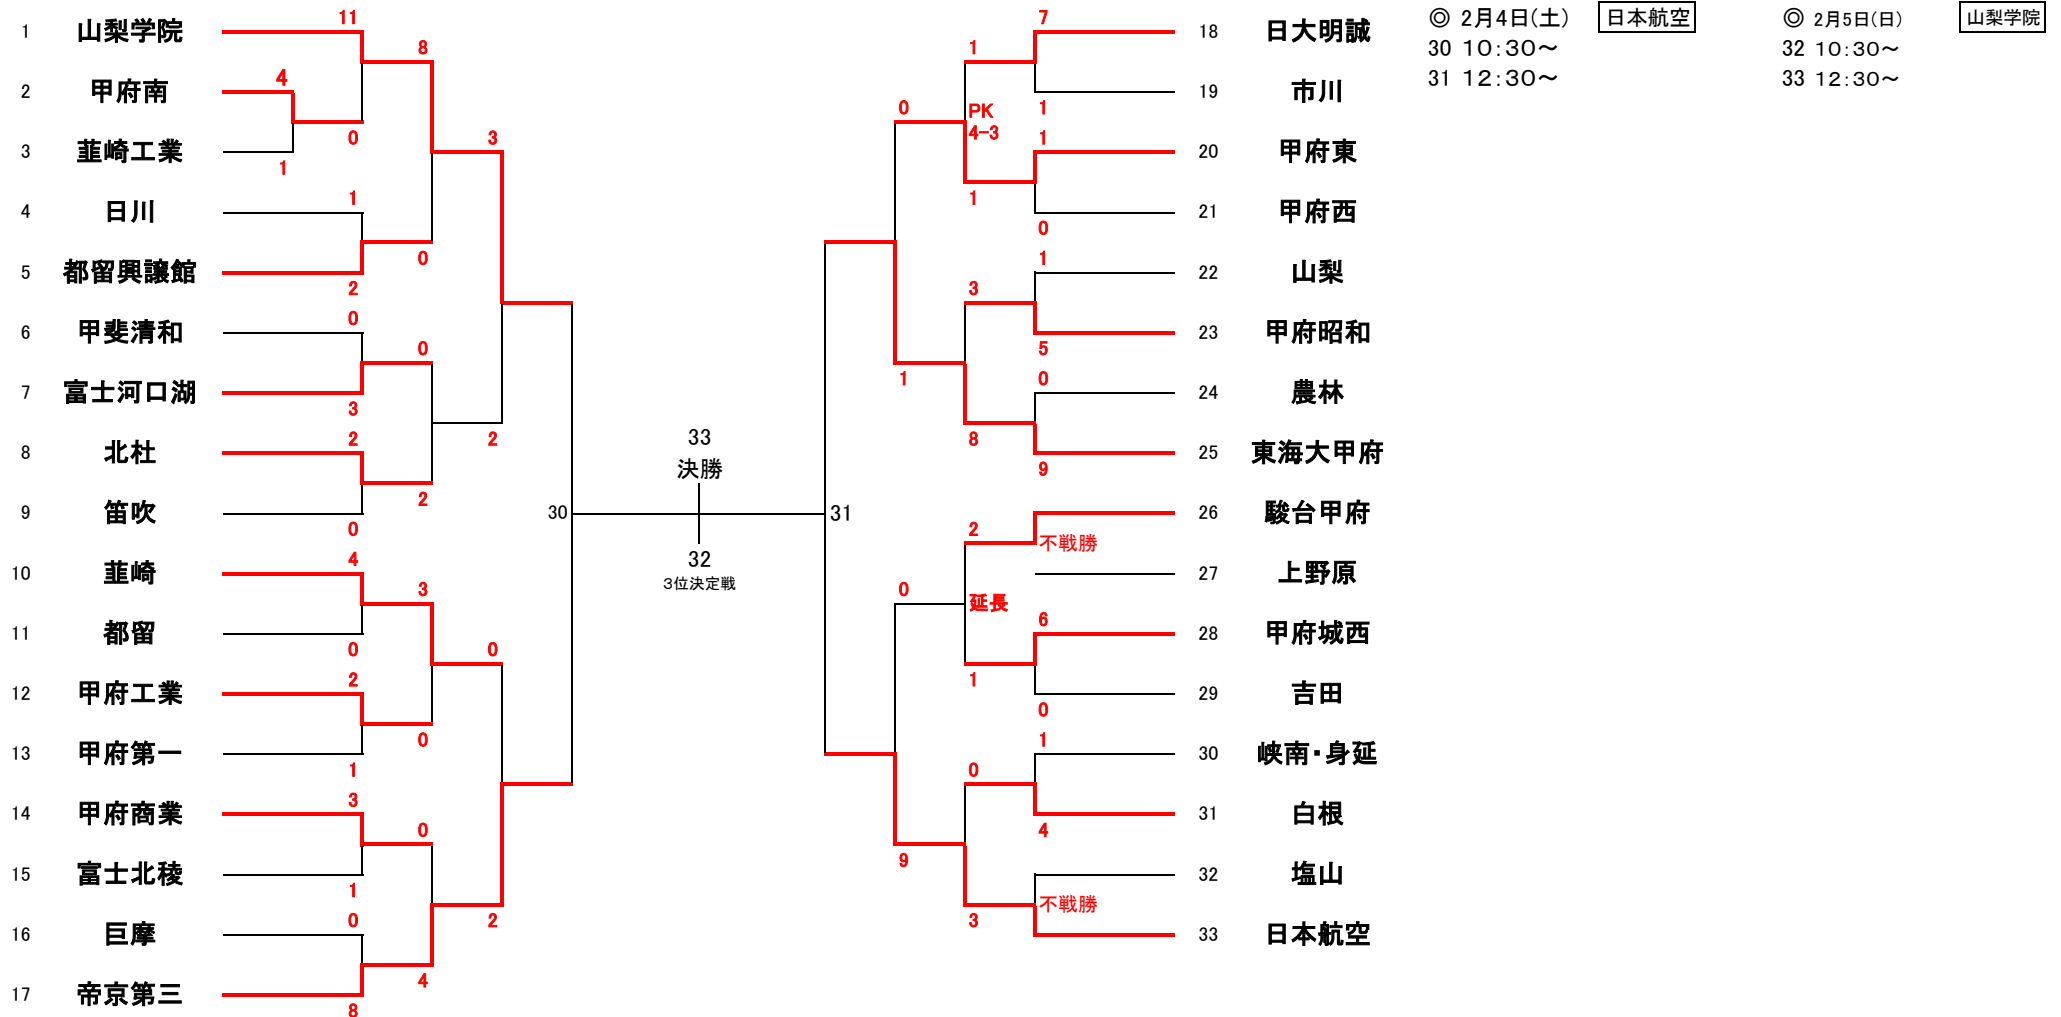 11
1 山梨学院
8
4
2 甲府南
0
3
3 韮崎工業
1
1
4 日川
0
5 都留興譲館
2
0
6 甲斐清和
0
7 富士河口湖
3
2
2
8 北杜
2
9 笛吹
0
4
10 韮崎
3
11 都留
0
0
2
12 甲府工業
0
13 甲府第一
1
3
14 甲府商業
0
15 富士北稜
1
0
2
16 巨摩
4
17 帝京第三
8
30
33
決勝
32
3位決定戦
31
7
18 日大明誠
1
19 市川
1
0
PK
4-3
1
20 甲府東
1
21 甲府西
0
1
22 山梨
3
23 甲府昭和
5
1
0
24 農林
8
25 東海大甲府
9
26 駿台甲府
2
不戦勝
27 上野原
0
延長
6
28 甲府城西
1
29 吉田
0
1
30 峡南・身延
0
31 白根
4
9
32 塩山
不戦勝
3
33 日本航空
◎ 2月4日(土) 日本航空
30 10:30～
31 12:30～
◎ 2月5日(日) 山梨学院
32 10:30～
33 12:30～